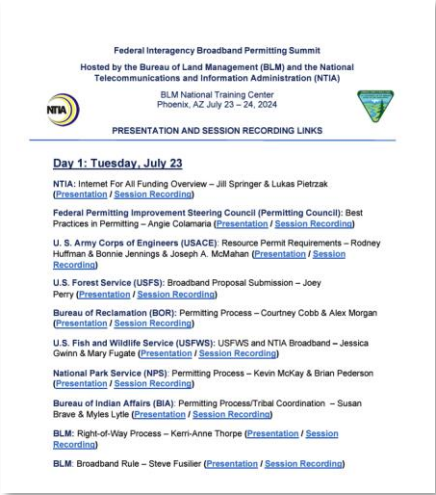 Federal Interagency Broadband Permitting Summit
Hosted by the Bureau of Land Management (BLM) and the National
Telecommunications and Information Administration (NTIA)
BLM National Training Center
Phoenix, AZ July 23 – 24, 2024
NTIA
PRESENTATION AND SESSION RECORDING LINKS
Day 1: Tuesday, July 23
NTIA: Internet For All Funding Overview – Jill Springer & Lukas Pietrzak
(Presentation / Session Recording)
Federal Permitting Improvement Steering Council (Permitting Council): Best
Practices in Permitting – Angie Colamaria (Presentation / Session Recording)
U. S. Army Corps of Engineers (USACE): Resource Permit Requirements – Rodney
Huffman & Bonnie Jennings & Joseph A. McMahan (Presentation / Session
Recording)
U.S. Forest Service (USFS): Broadband Proposal Submission – Joey
Perry (Presentation / Session Recording)
Bureau of Reclamation (BOR): Permitting Process – Courtney Cobb & Alex Morgan
(Presentation / Session Recording)
U.S. Fish and Wildlife Service (USFWS): USFWS and NTIA Broadband – Jessica
Gwinn & Mary Fugate (Presentation / Session Recording)
National Park Service (NPS): Permitting Process – Kevin McKay & Brian Pederson
(Presentation / Session Recording)
Bureau of Indian Affairs (BIA): Permitting Process/Tribal Coordination – Susan
Brave & Myles Lytle (Presentation / Session Recording)
BLM: Right-of-Way Process – Kerri-Anne Thorpe (Presentation / Session
Recording)
BLM: Broadband Rule – Steve Fusilier (Presentation / Session Recording)